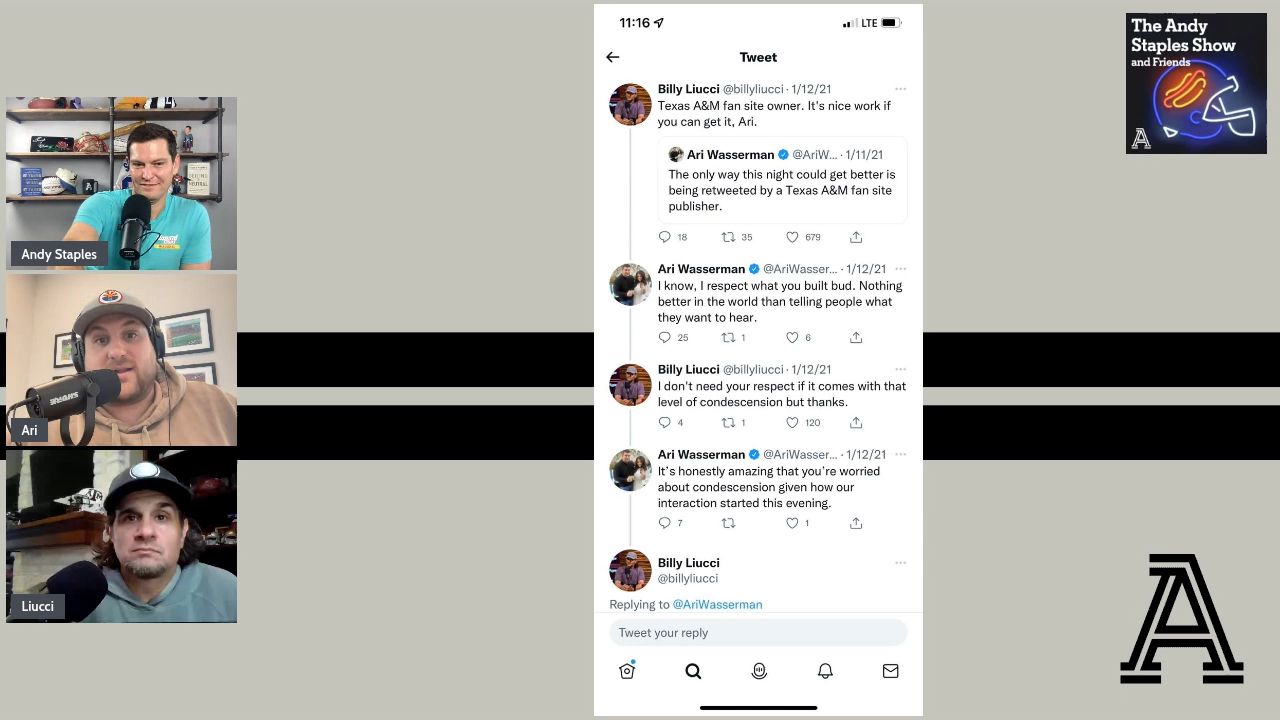 The Andy
Staples Show
and Friends
Andy Staples
Ari
Liucci
11:16
LTE
Tweet
Billy Liucci @billyliucci · 1/12/21
Texas A&M fan site owner. It's nice work if
you can get it, Ari.
Ari Wasserman @AriW... · 1/11/21
The only way this night could get better is
being retweeted by a Texas A&M fan site
publisher.
18 35 679
Ari Wasserman @AriWasser... · 1/12/21
I know, I respect what you built bud. Nothing
better in the world than telling people what
they want to hear.
25 1 6
Billy Liucci @billyliucci · 1/12/21
I don't need your respect if it comes with that
level of condescension but thanks.
4 1 120
Ari Wasserman @AriWasser... · 1/12/21
It's honestly amazing that you're worried
about condescension given how our
interaction started this evening.
7 1
Billy Liucci
@billyliucci
Replying to @AriWasserman
Tweet your reply
A